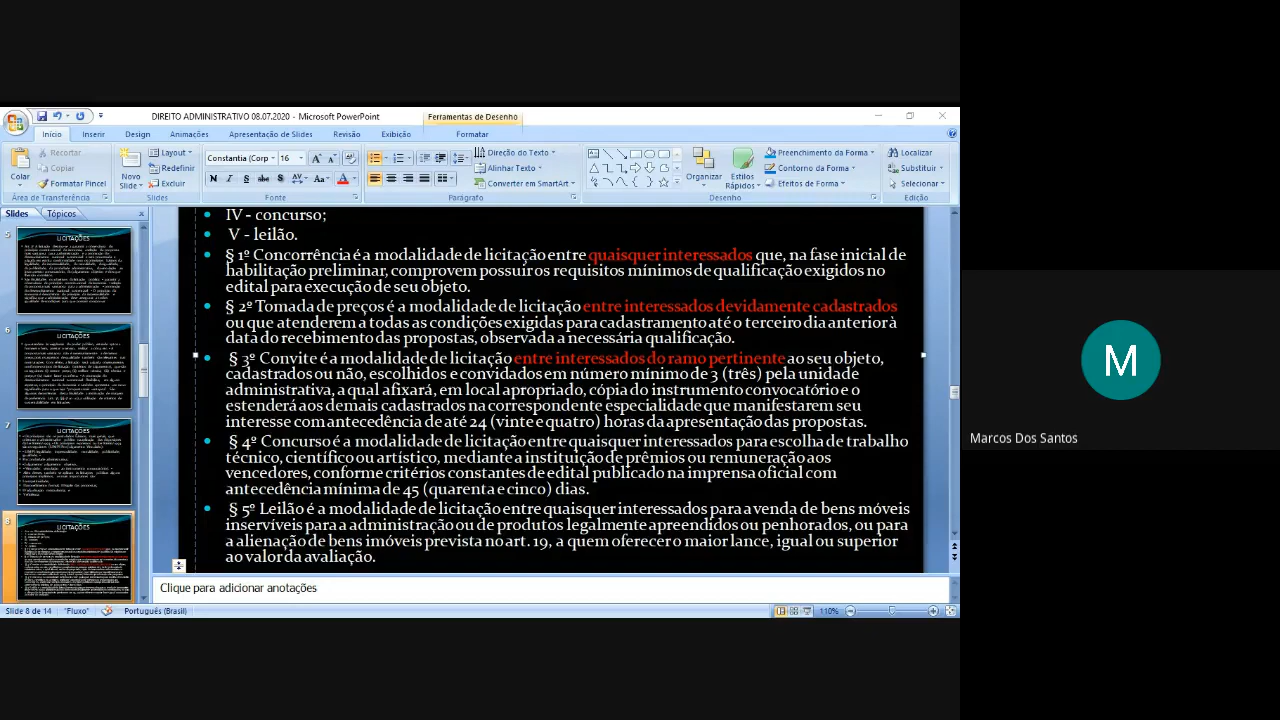 DIREITO ADMINISTRATIVO 08.07.2020 - Microsoft PowerPoint
Ferramentas de Desenho
Início Inserir Design Animações Apresentação de Slides Revisão Exibição Formatar
Recortar
Copiar
Formatar Pincel
Colar
Área de Transferência
Novo
Slide
Layout
Redefinir
Excluir
Slides
Constantia (Corp 16
N I S abe S AV Aa A
Fonte
Direção do Texto
Alinhar Texto
Converter em SmartArt
Parágrafo
Organizar
Estilos
Rápidos
Preenchimento da Forma
Contorno da Forma
Efeitos de Forma
Desenho
Localizar
Substituir
Selecionar
Edição
Slides Tópicos
5
LICITAÇÕES
6
LICITAÇÕES
7
LICITAÇÕES
8
LICITAÇÕES
IV - concurso;
V - leilão.
§ 1º Concorrência é a modalidade de licitação entre quaisquer interessados que, na fase inicial de
habilitação preliminar, comprovem possuir os requisitos mínimos de qualificação exigidos no
edital para execução de seu objeto.
§ 2º Tomada de preços é a modalidade de licitação entre interessados devidamente cadastrados
ou que atenderem a todas as condições exigidas para cadastramento até o terceiro dia anterior à
data do recebimento das propostas, observada a necessária qualificação.
§ 3º Convite é a modalidade de licitação entre interessados do ramo pertinente ao seu objeto,
cadastrados ou não, escolhidos e convidados em número mínimo de 3 (três) pela unidade
administrativa, a qual afixará, em local apropriado, cópia do instrumento convocatório e o
estenderá aos demais cadastrados na correspondente especialidade que manifestarem seu
interesse com antecedência de até 24 (vinte e quatro) horas da apresentação das propostas.
§ 4º Concurso é a modalidade de licitação entre quaisquer interessados para escolha de trabalho
técnico, científico ou artístico, mediante a instituição de prêmios ou remuneração aos
vencedores, conforme critérios constantes de edital publicado na imprensa oficial com
antecedência mínima de 45 (quarenta e cinco) dias.
§ 5º Leilão é a modalidade de licitação entre quaisquer interessados para a venda de bens móveis
inservíveis para a administração ou de produtos legalmente apreendidos ou penhorados, ou para
a alienação de bens imóveis prevista no art. 19, a quem oferecer o maior lance, igual ou superior
ao valor da avaliação.
Clique para adicionar anotações
Slide 8 de 14 "Fluxo" Português (Brasil) 110%
M
Marcos Dos Santos